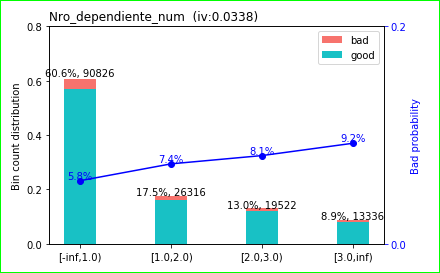 Nro_dependiente_num (iv:0.0338)
Bin count distribution
0.8
0.6
0.4
0.2
0.0
bad
good
60.6%, 90826
17.5%, 26316
13.0%, 19522
8.9%, 13336
5.8%
7.4%
8.1%
9.2%
[-inf,1.0)
[1.0,2.0)
[2.0,3.0)
[3.0,inf)
0.2
0.0
Bad probability